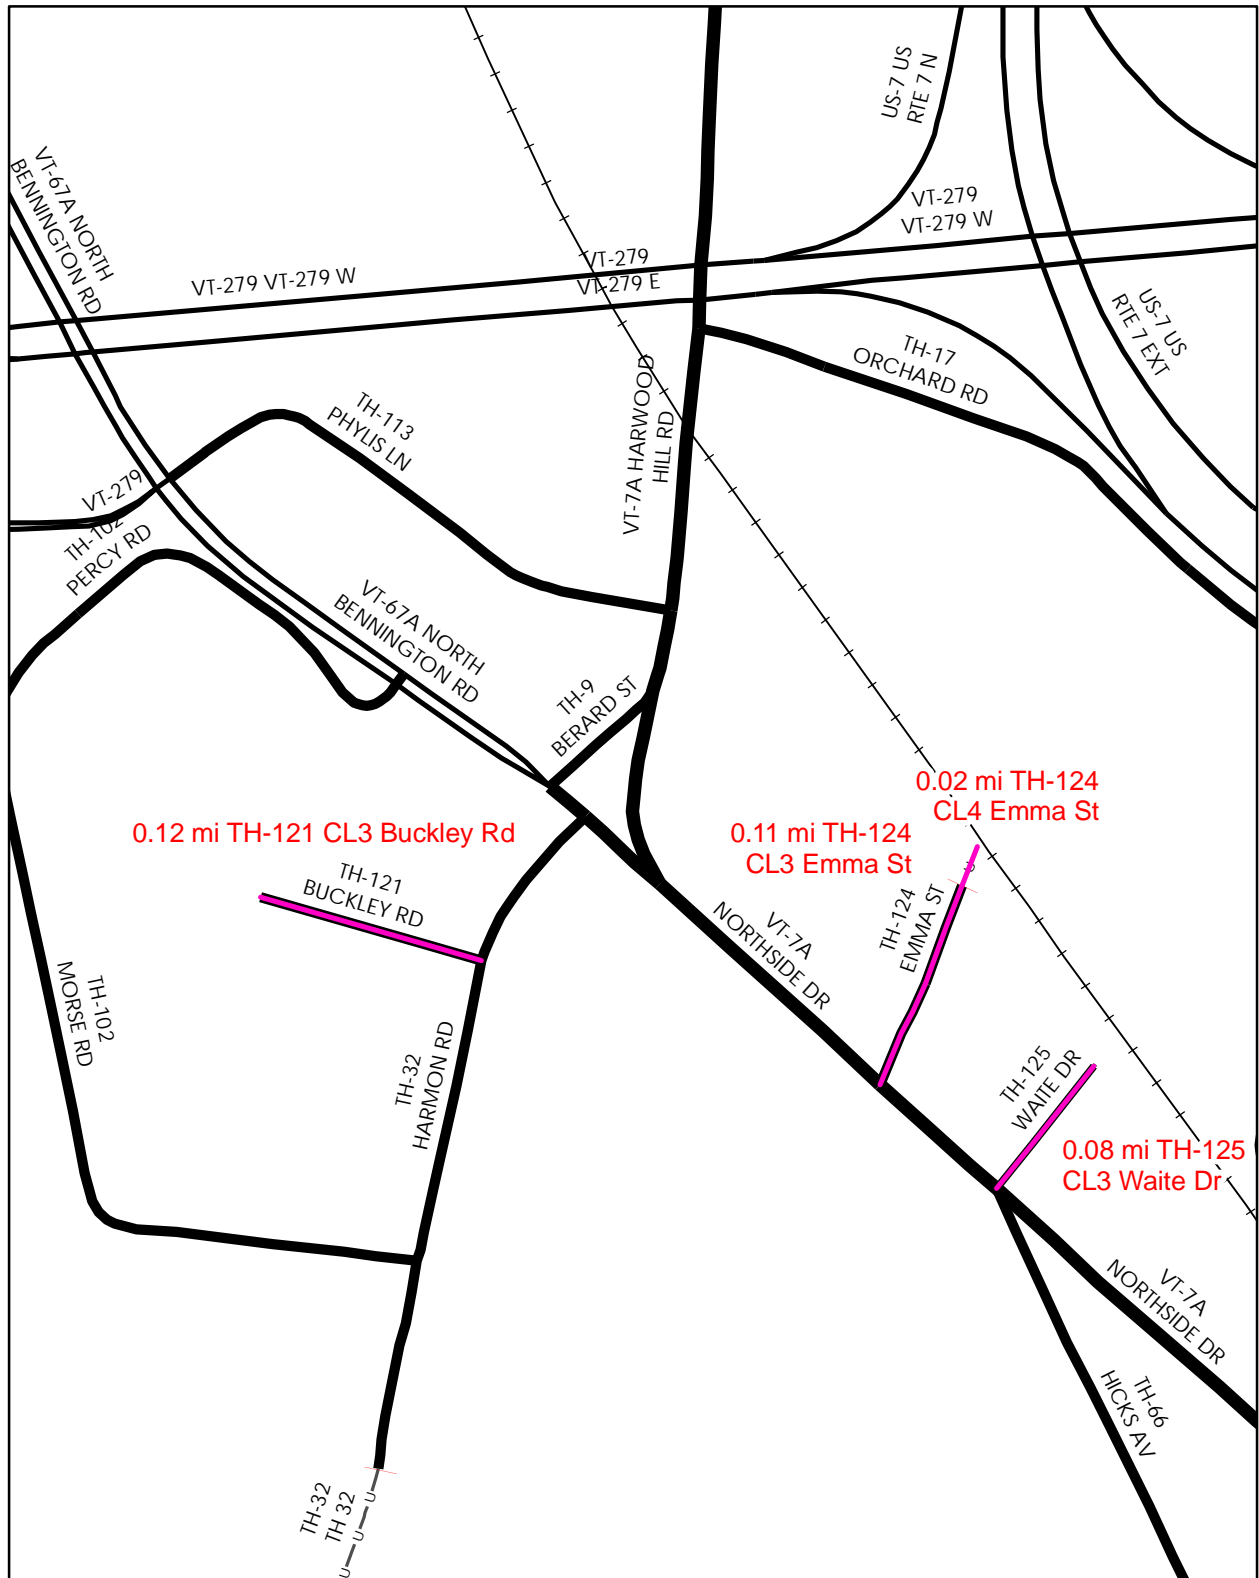 US-7 US
RTE 7 N
VT-67A NORTH
BENNINGTON RD
VT-279
VT-279 W
VT-279 VT-279 W
VT-279
VT-279 E
US-7 US
RTE 7 EXT
TH-17
ORCHARD RD
VT-7A HARWOOD
HILL RD
TH-113
PHYLIS LN
VT-279
TH-102
PERCY RD
VT-67A NORTH
BENNINGTON RD
TH-9
BERARD ST
0.02 mi TH-124
CL4 Emma St
0.12 mi TH-121 CL3 Buckley Rd
0.11 mi TH-124
CL3 Emma St
TH-121
BUCKLEY RD
TH-124
EMMA ST
VT-7A
NORTHSIDE DR
TH-102
MORSE RD
TH-32
HARMON RD
TH-125
WAITE DR
0.08 mi TH-125
CL3 Waite Dr
VT-7A
NORTHSIDE DR
TH-66
HICKS AV
TH-32
TH 32
U
U
U